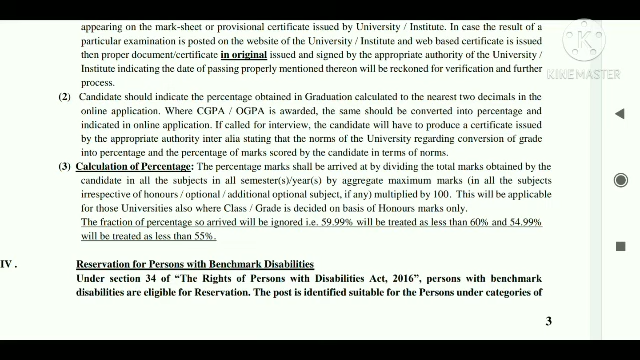 appearing on the mark-sheet or provisional certificate issued by University / Institute. In case the result of a
particular examination is posted on the website of the University / Institute and web based certificate is issued
then proper document/certificate in original issued and signed by the appropriate authority of the University /
Institute indicating the date of passing properly mentioned thereon will be reckoned for verification and further
process.
(2) Candidate should indicate the percentage obtained in Graduation calculated to the nearest two decimals in the
online application. Where CGPA / OGPA is awarded, the same should be converted into percentage and
indicated in online application. If called for interview, the candidate will have to produce a certificate issued
by the appropriate authority inter alia stating that the norms of the University regarding conversion of grade
into percentage and the percentage of marks scored by the candidate in terms of norms.
(3) Calculation of Percentage: The percentage marks shall be arrived at by dividing the total marks obtained by the
candidate in all the subjects in all semester(s)/year(s) by aggregate maximum marks (in all the subjects
irrespective of honours / optional / additional optional subject, if any) multiplied by 100. This will be applicable
for those Universities also where Class / Grade is decided on basis of Honours marks only.
The fraction of percentage so arrived will be ignored i.e. 59.99% will be treated as less than 60% and 54.99%
will be treated as less than 55%.
IV . Reservation for Persons with Benchmark Disabilities
Under section 34 of “The Rights of Persons with Disabilities Act, 2016”, persons with benchmark
disabilities are eligible for Reservation. The post is identified suitable for the Persons under categories of
3
K
KINEMASTER